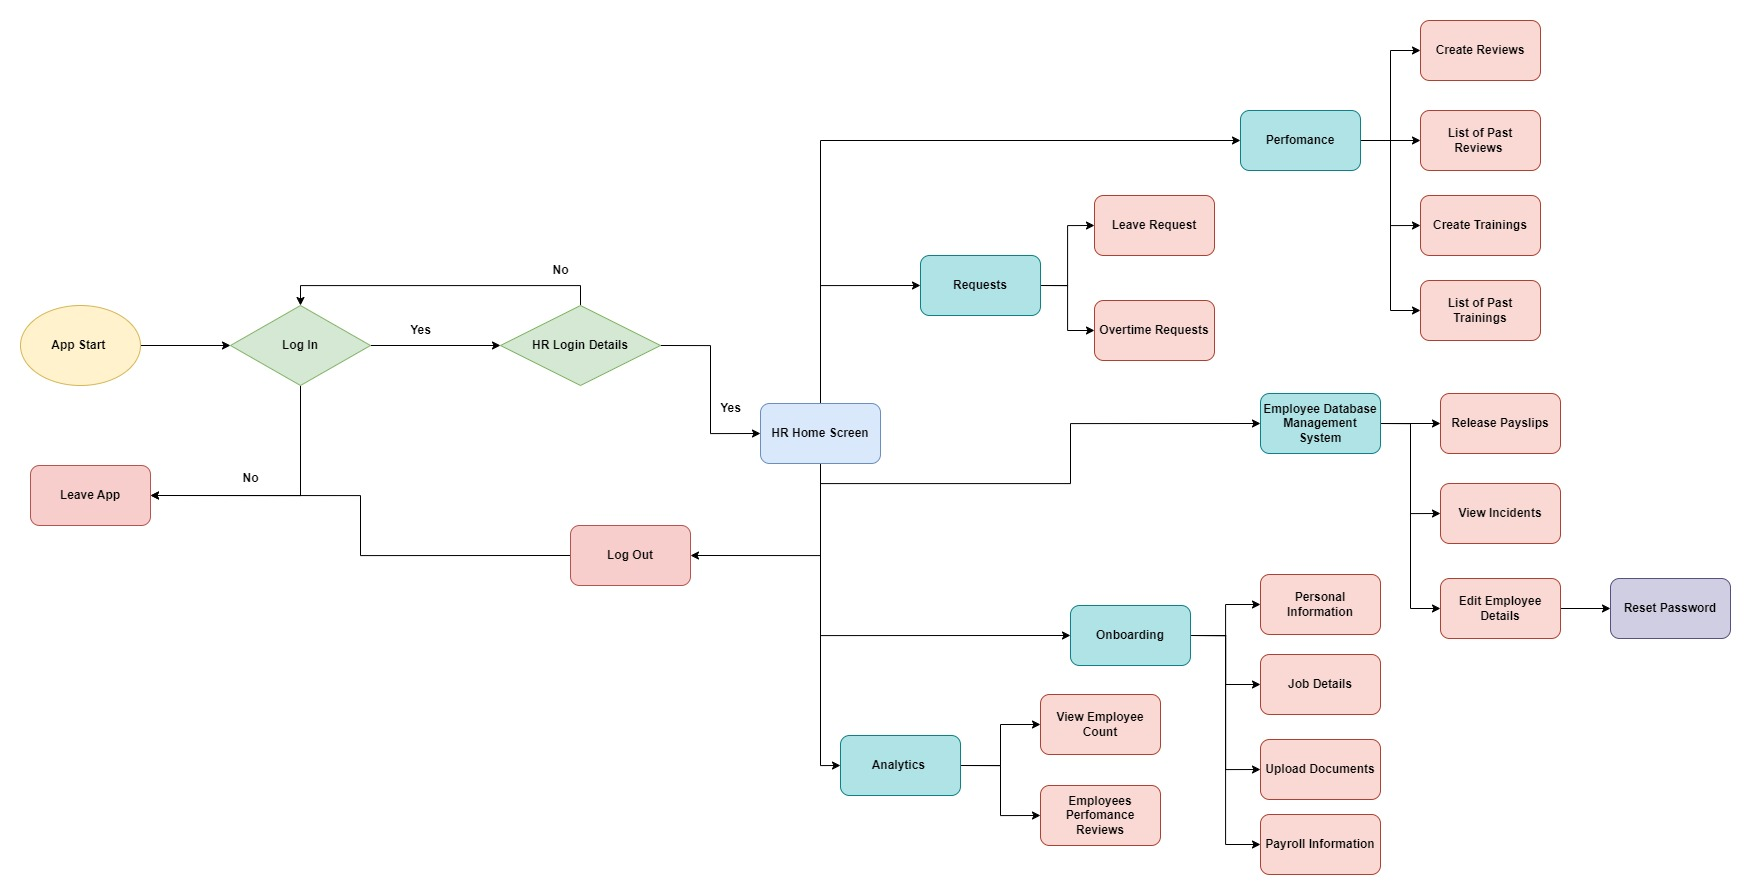 Create Reviews
Perfomance
List of Past
Reviews
Leave Request
Create Trainings
No
Requests
List of Past
Trainings
Yes
Overtime Requests
App Start
Log In
HR Login Details
Yes
HR Home Screen
Employee Database
Management
System
Release Payslips
No
Leave App
View Incidents
Log Out
Personal
Information
Edit Employee
Details
Reset Password
Onboarding
Job Details
View Employee
Count
Analytics
Upload Documents
Employees
Perfomance
Reviews
Payroll Information